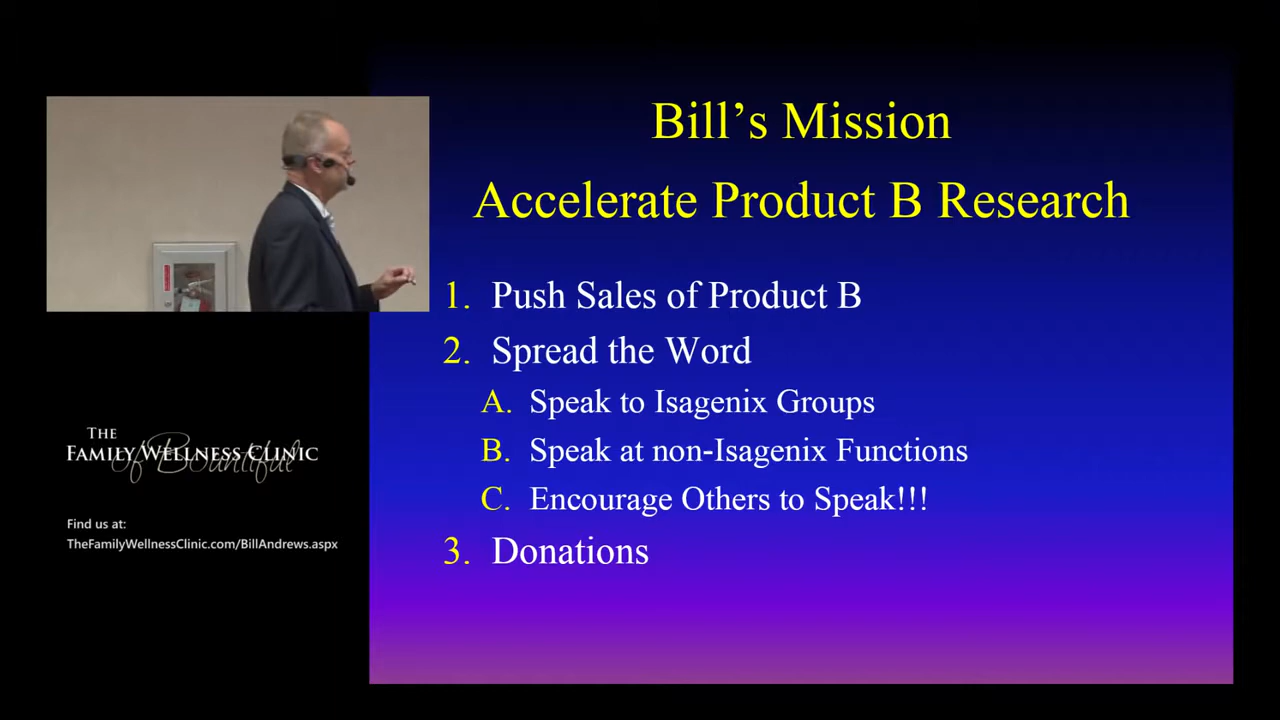 Bill's Mission
Accelerate Product B Research
1. Push Sales of Product B
2. Spread the Word
A. Speak to Isagenix Groups
B. Speak at non-Isagenix Functions
C. Encourage Others to Speak!!!
3. Donations
THE
FAMILY WELLNESS CLINIC
of Bountiful
Find us at:
TheFamilyWellnessClinic.com/BillAndrews.aspx